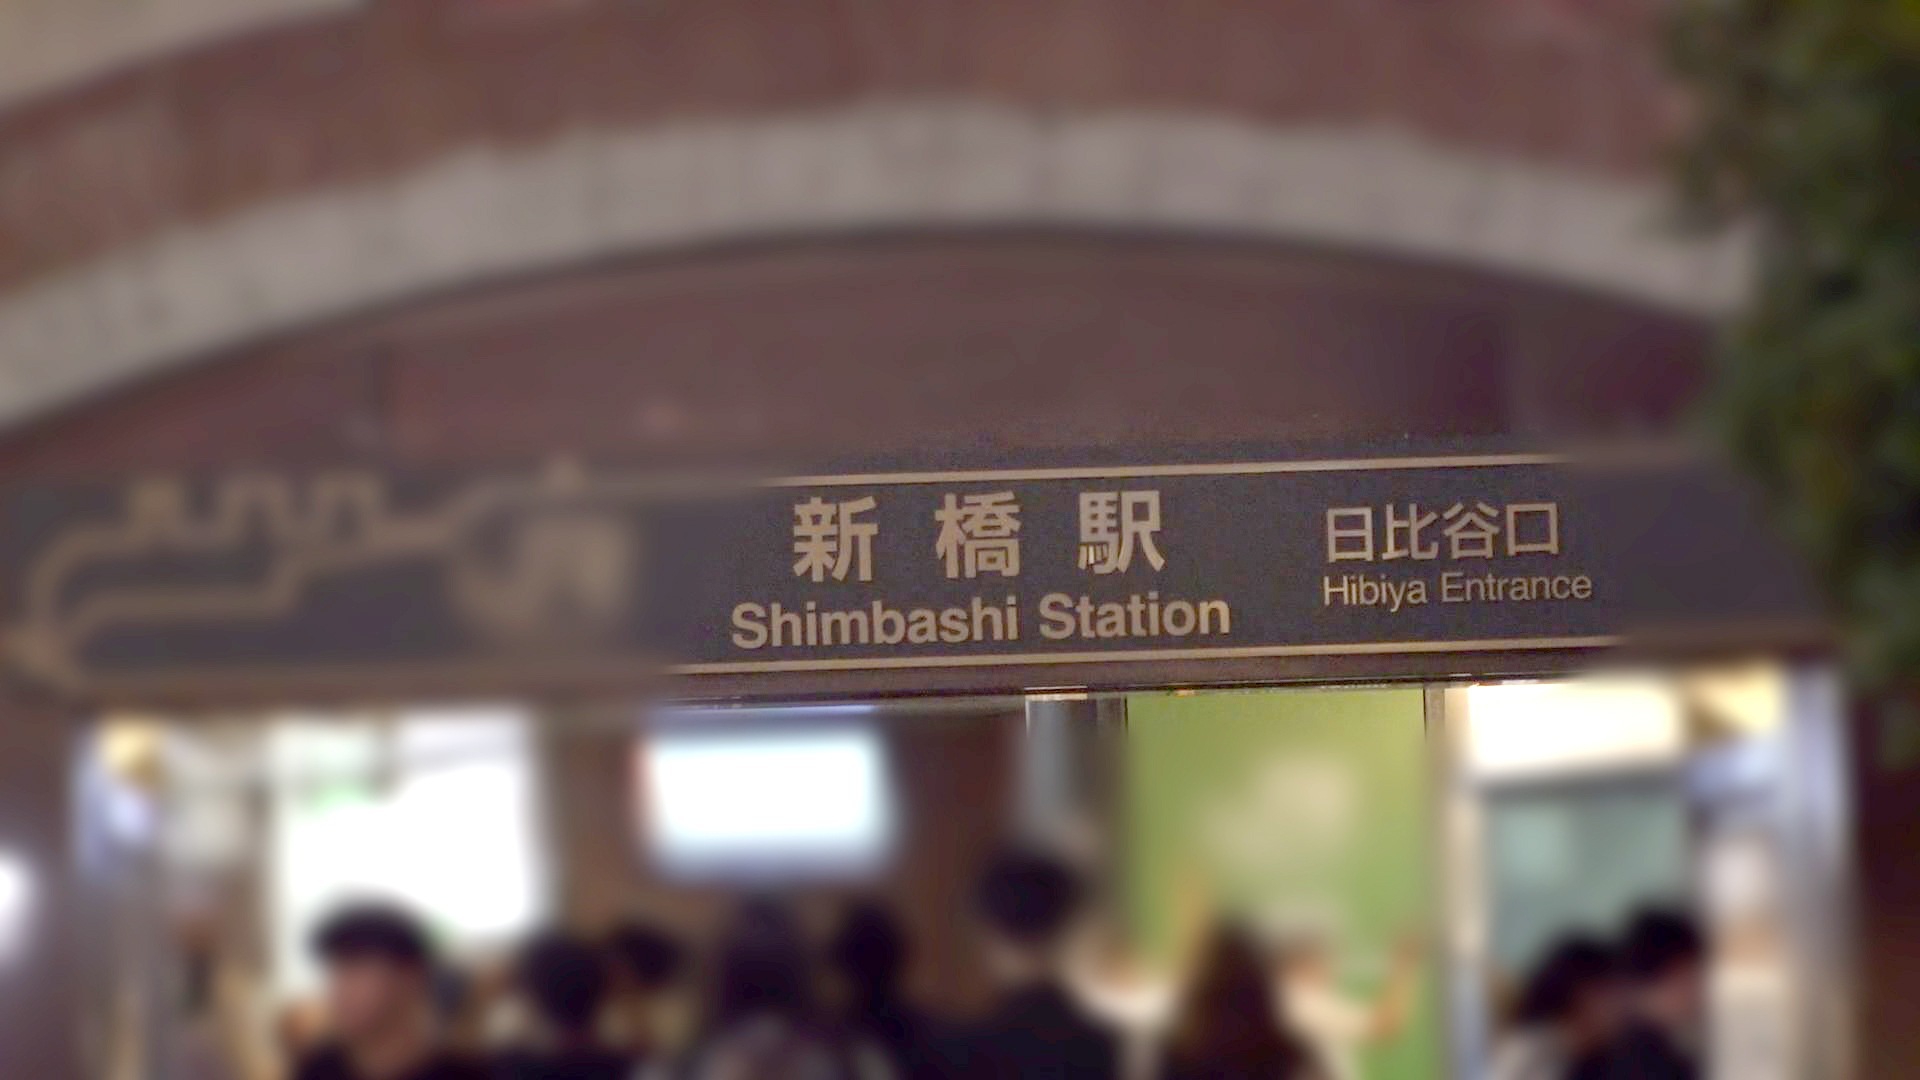 新橋駅
Shimbashi Station
日比谷口
Hibiya Entrance